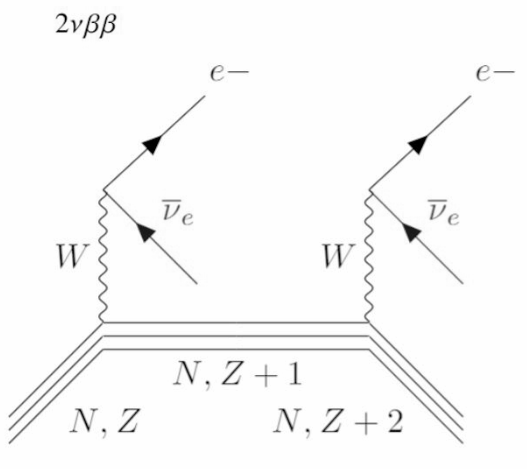 2νββ
e− e−
ν̅ₑ ν̅ₑ
W W
N, Z + 1
N, Z N, Z + 2